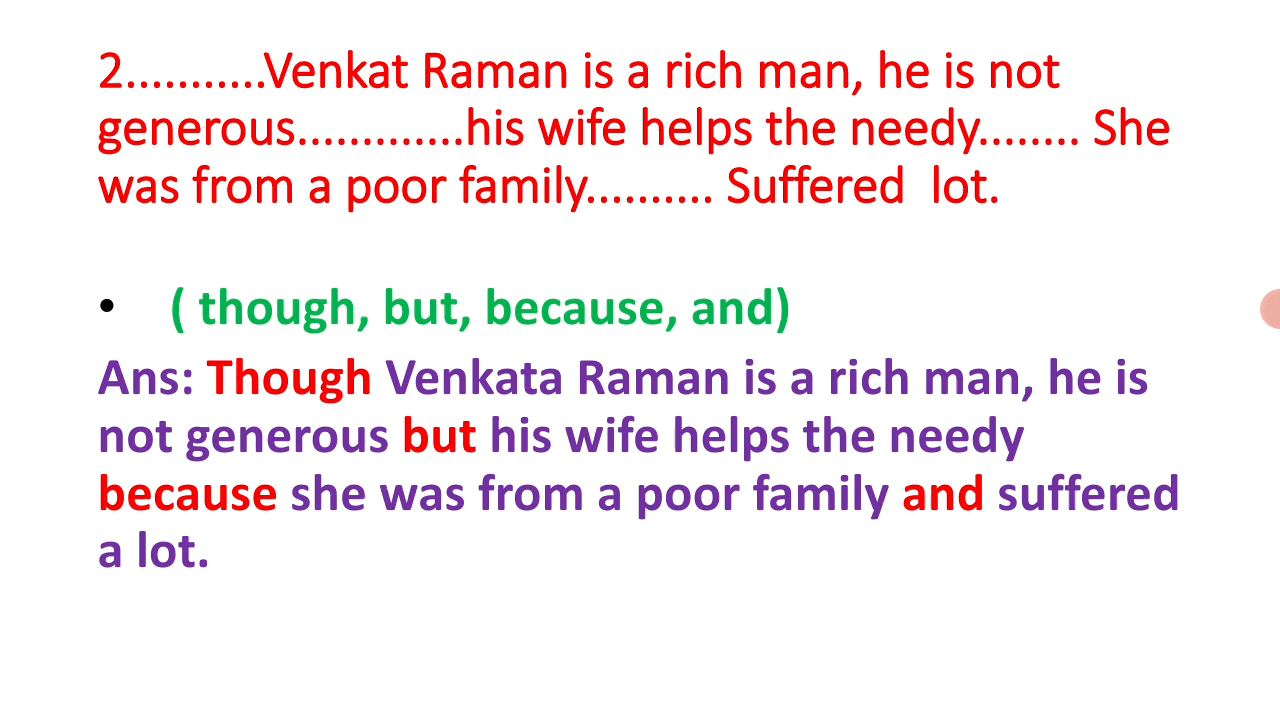 2...........Venkat Raman is a rich man, he is not
generous.............his wife helps the needy........ She
was from a poor family.......... Suffered  lot.
• ( though, but, because, and)
Ans: Though Venkata Raman is a rich man, he is
not generous but his wife helps the needy
because she was from a poor family and suffered
a lot.